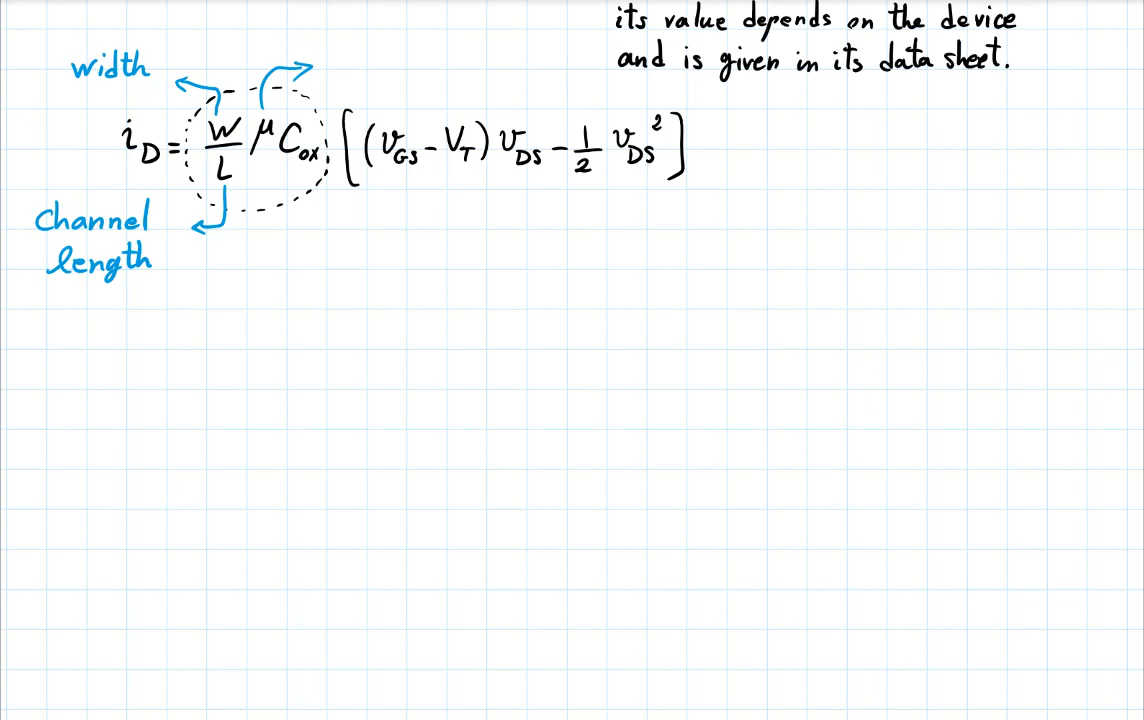 its value depends on the device
and is given in its data sheet.
width
i_D = W/L μ C_ox [(v_GS - V_T) v_DS - 1/2 v_DS^2]
channel
length